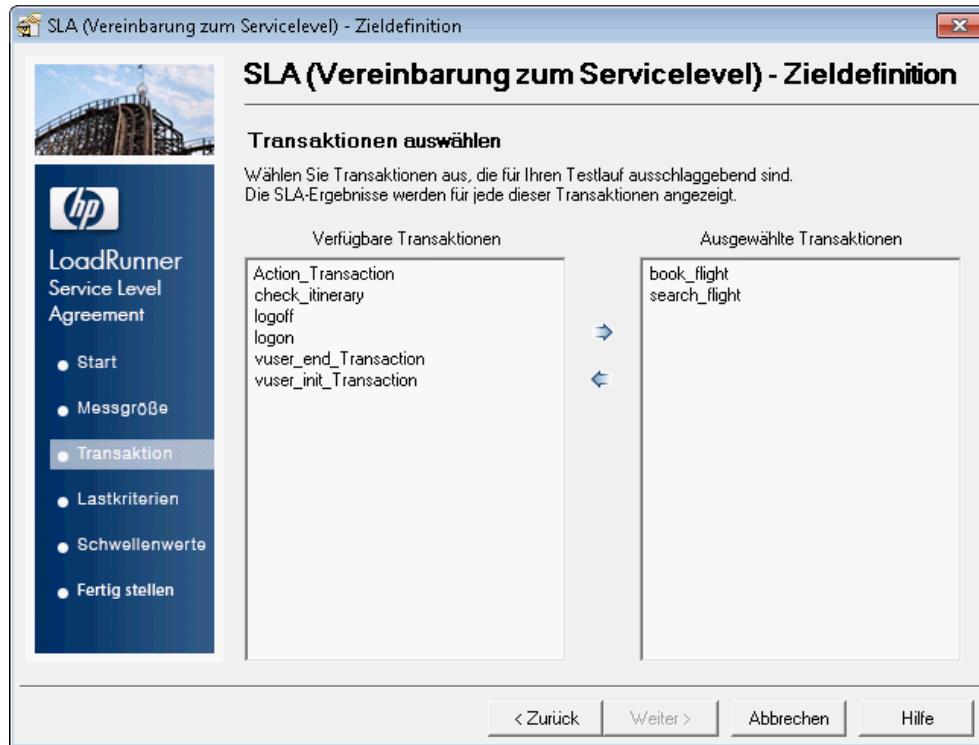 SLA (Vereinbarung zum Servicelevel) - Zieldefinition
SLA (Vereinbarung zum Servicelevel) - Zieldefinition
Transaktionen auswählen
Wählen Sie Transaktionen aus, die für Ihren Testlauf ausschlaggebend sind.
Die SLA-Ergebnisse werden für jede dieser Transaktionen angezeigt.
hp
LoadRunner
Service Level
Agreement
Start
Messgröße
Transaktion
Lastkriterien
Schwellenwerte
Fertig stellen
Verfügbare Transaktionen
Action_Transaction
check_itinerary
logoff
logon
vuser_end_Transaction
vuser_init_Transaction
Ausgewählte Transaktionen
book_flight
search_flight
< Zurück
Weiter >
Abbrechen
Hilfe